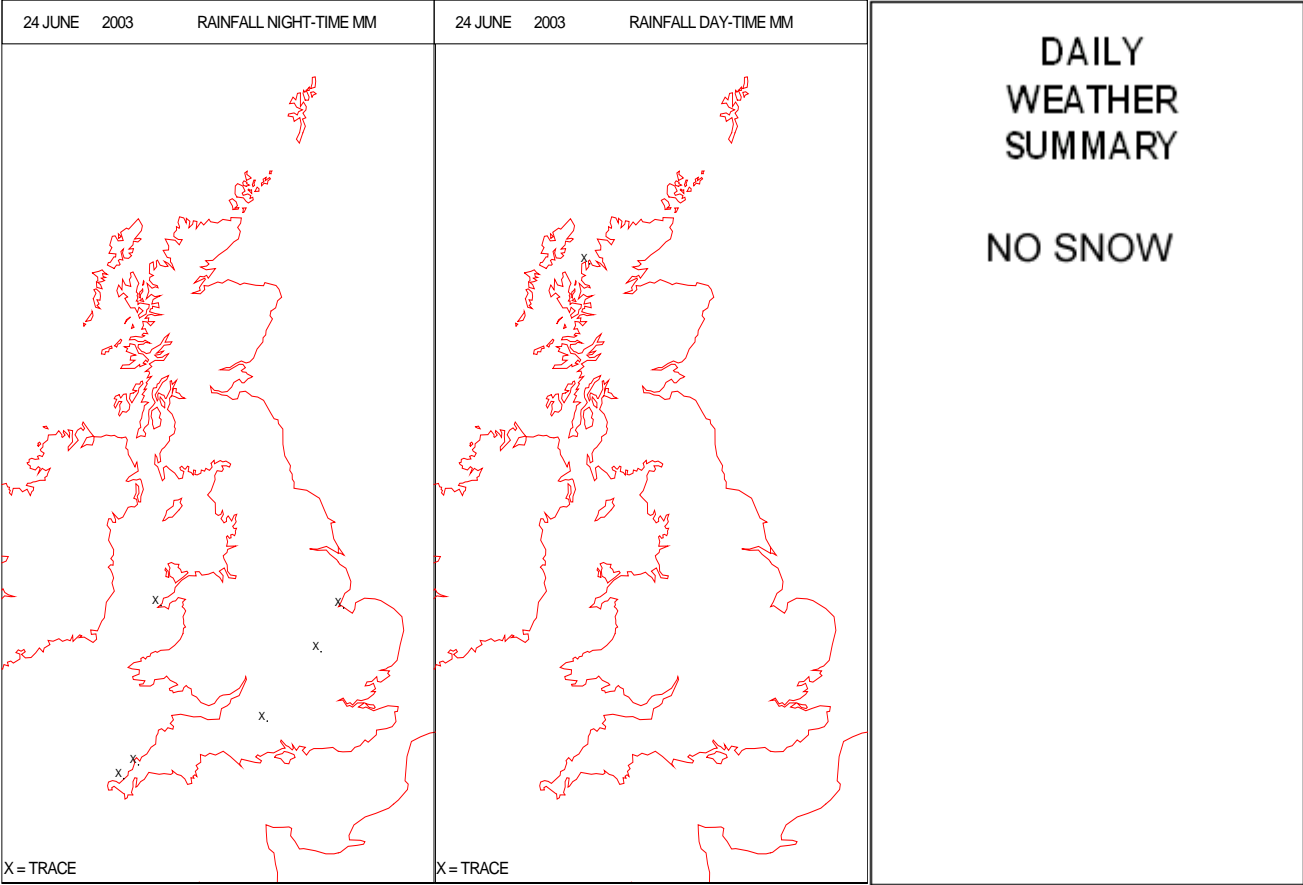 24 JUNE 2003 RAINFALL NIGHT-TIME MM
X
X
X
X
X
X
X = TRACE
24 JUNE 2003 RAINFALL DAY-TIME MM
X
X = TRACE
DAILY
WEATHER
SUMMARY
NO SNOW